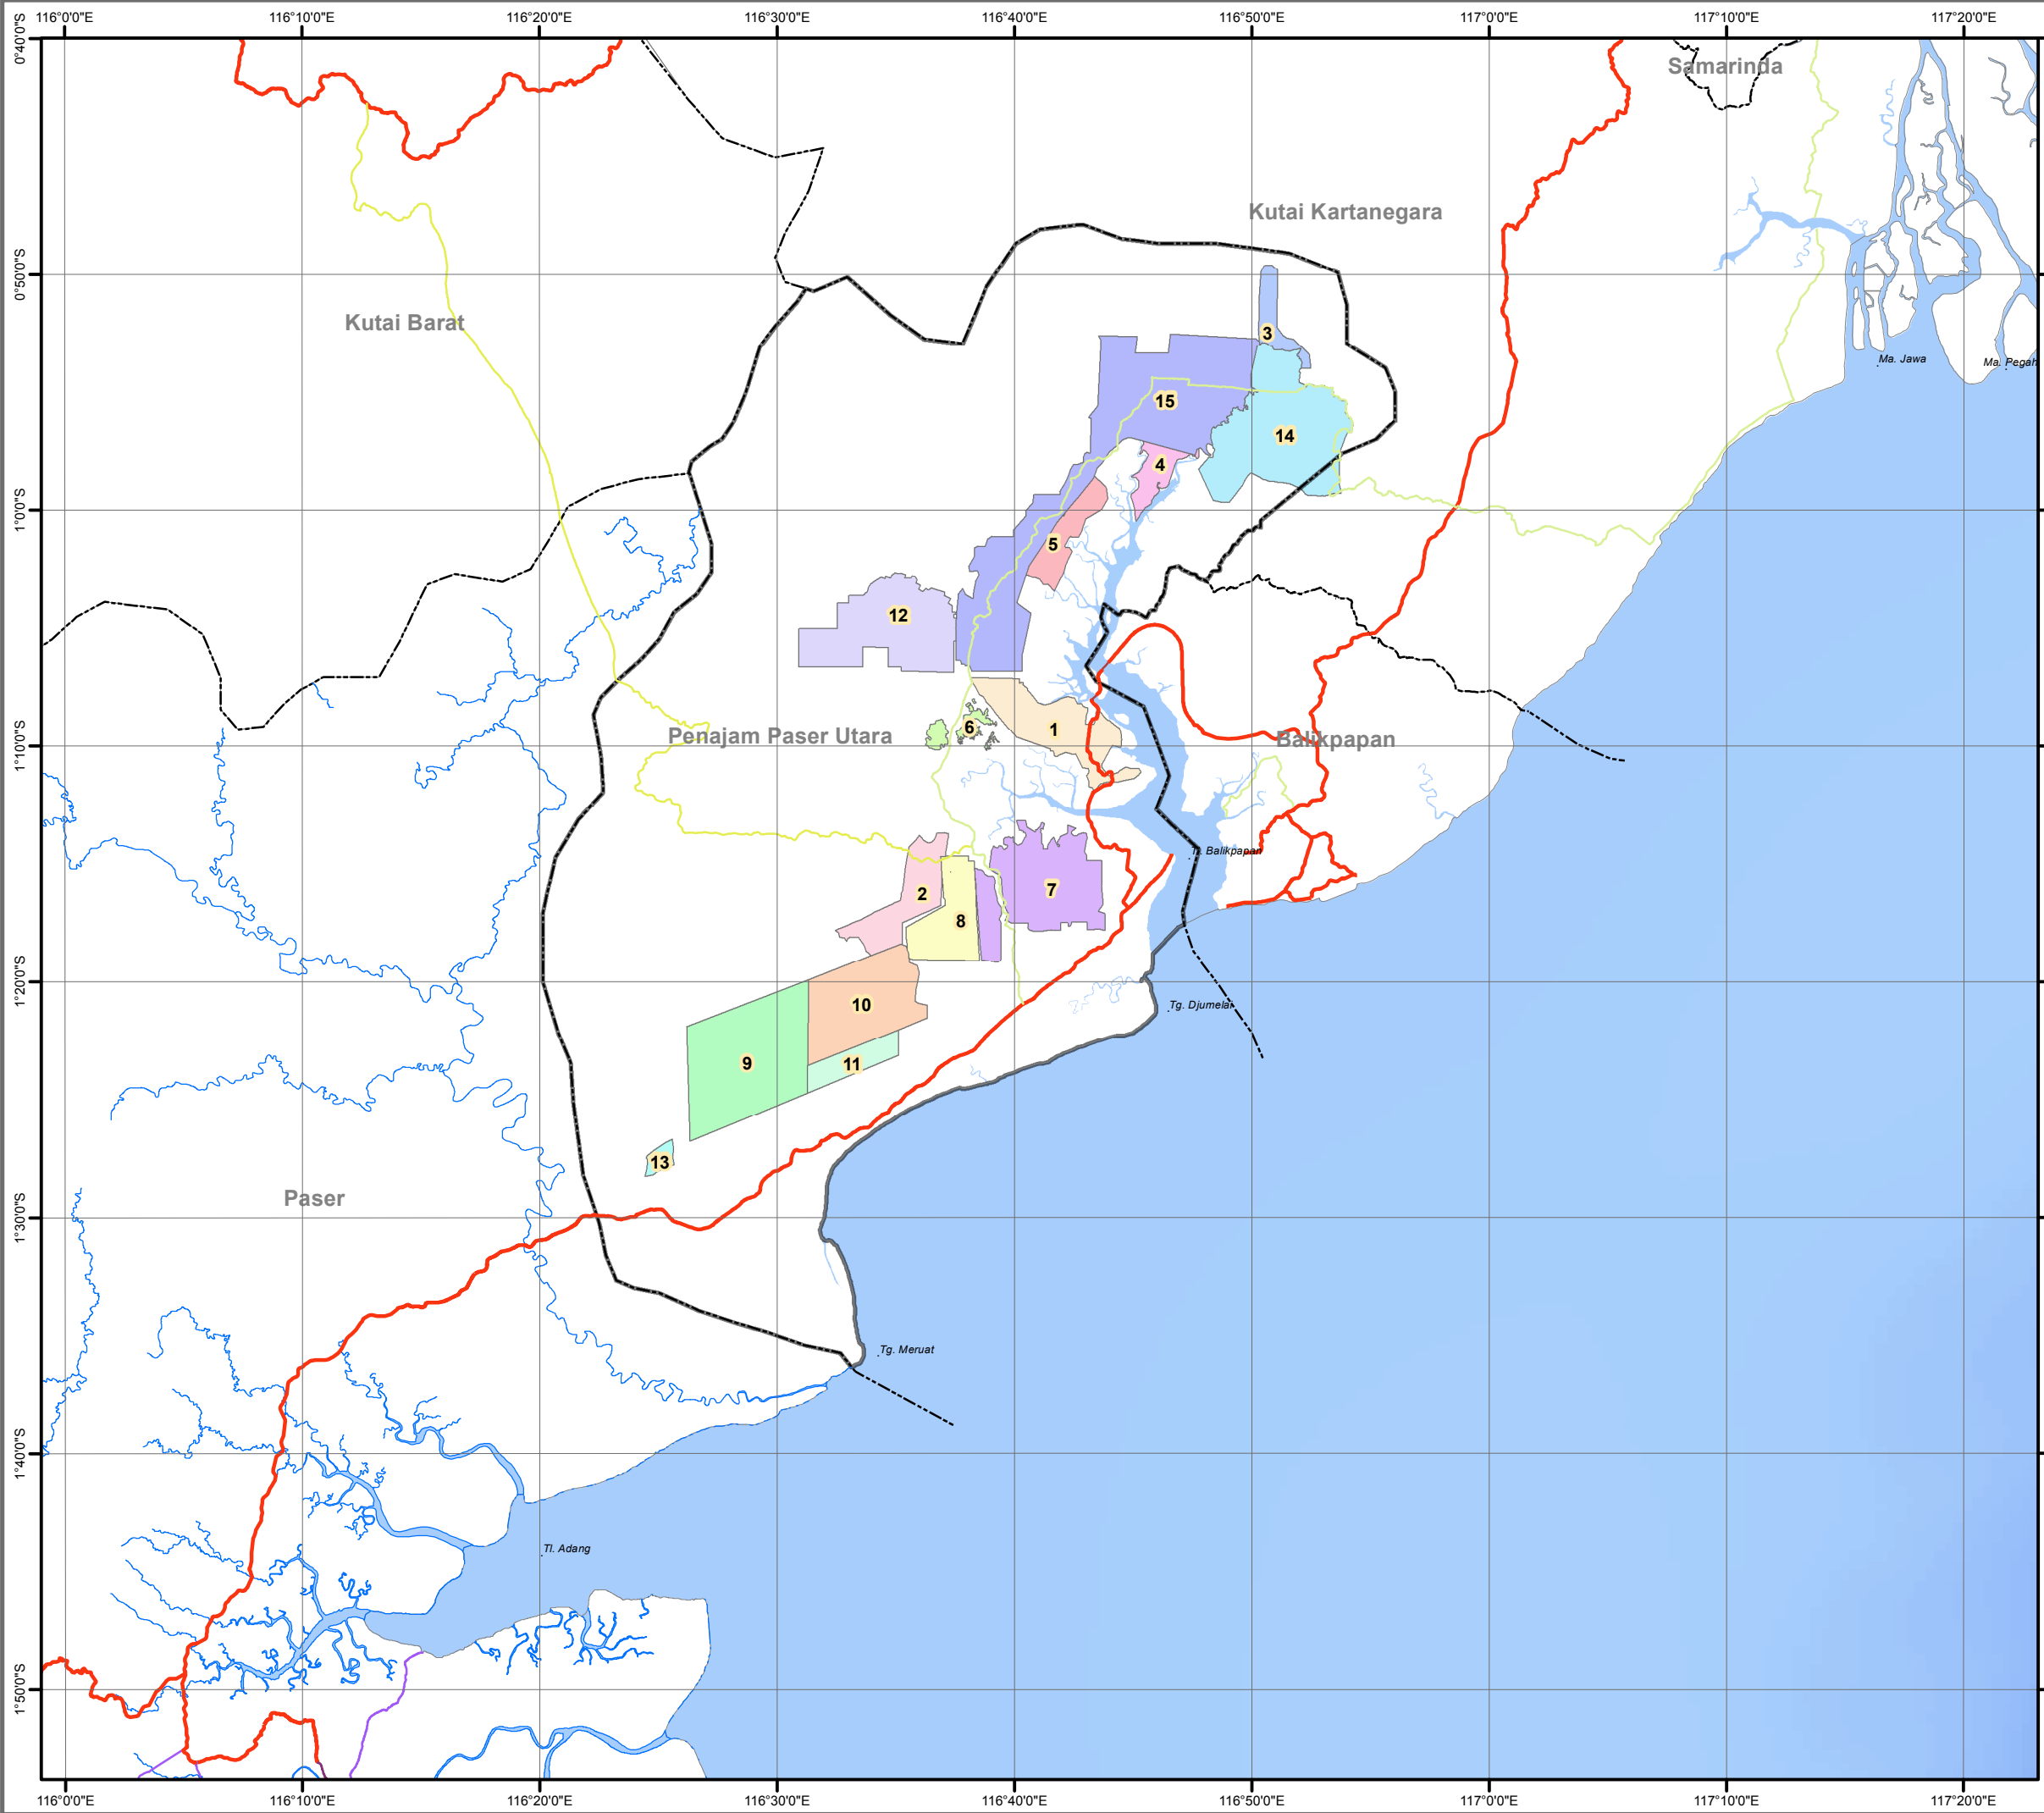 116°0'0"E 116°10'0"E 116°20'0"E 116°30'0"E 116°40'0"E 116°50'0"E 117°0'0"E 117°10'0"E 117°20'0"E
0°40'0"S
Samarinda
Kutai Kartanegara
0°50'0"S
Kutai Barat
3
Ma. Jawa
Ma. Pegah
15
14
4
1°0'0"S
5
12
6
1
Penajam Paser Utara
Balikpapan
1°10'0"S
Tl. Balikpapan
2
7
8
1°20'0"S
10
Tg. Djumelai
9
11
13
Paser
1°30'0"S
Tg. Meruat
1°40'0"S
Tl. Adang
1°50'0"S
116°0'0"E 116°10'0"E 116°20'0"E 116°30'0"E 116°40'0"E 116°50'0"E 117°0'0"E 117°10'0"E 117°20'0"E